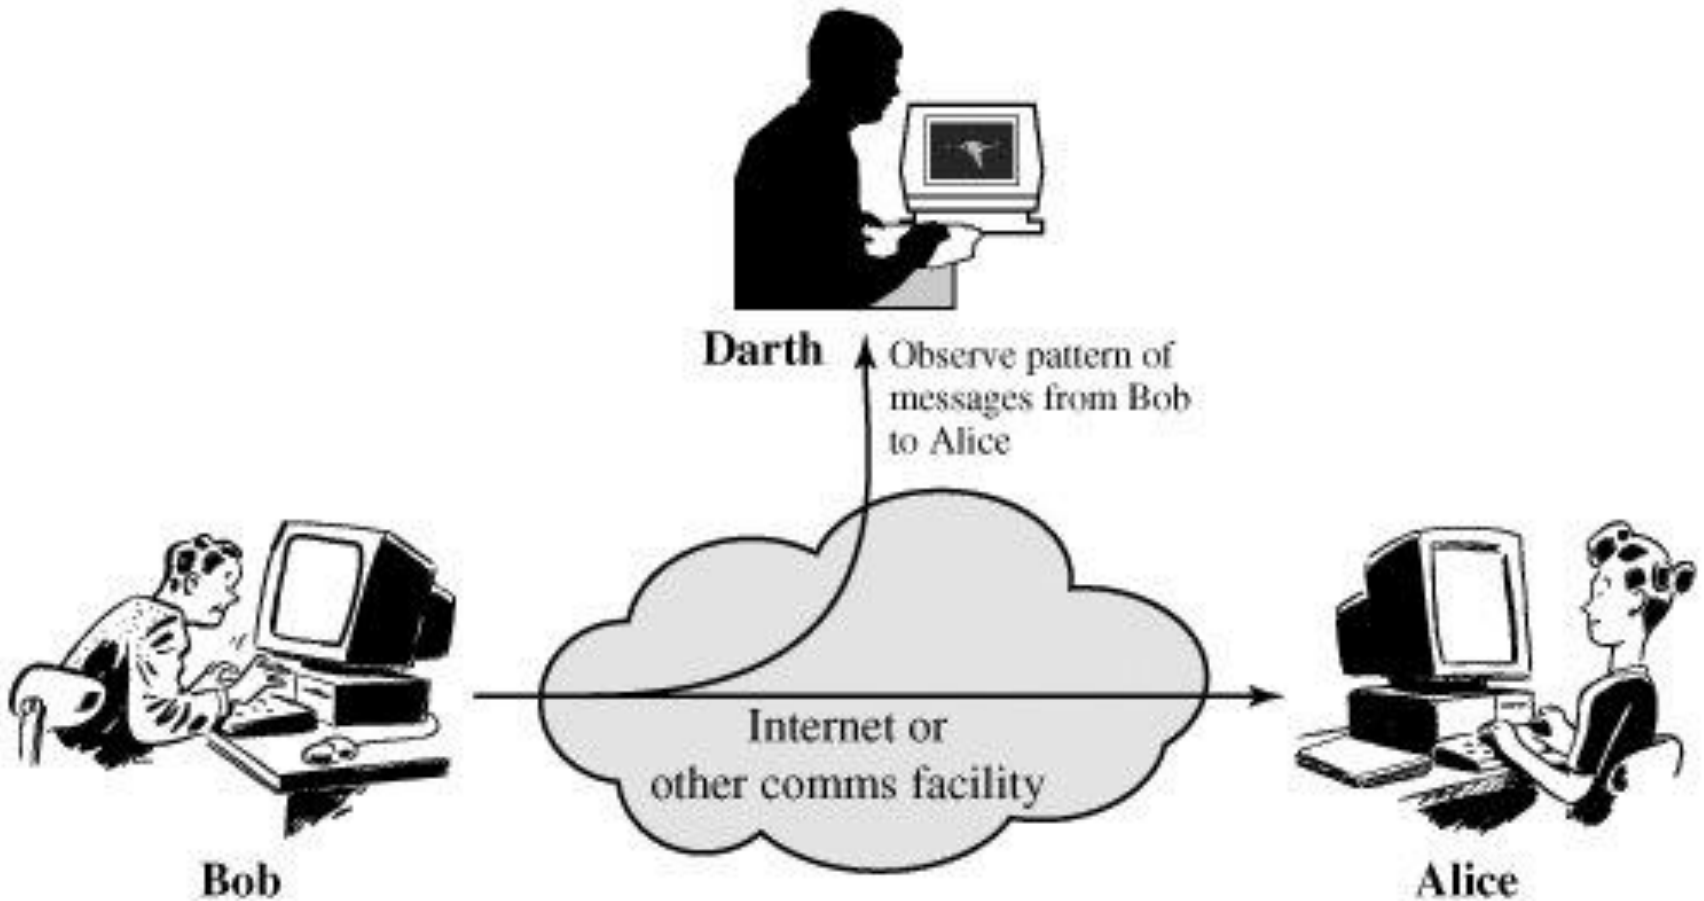 Darth
Observe pattern of
messages from Bob
to Alice
Internet or
other comms facility
Bob
Alice